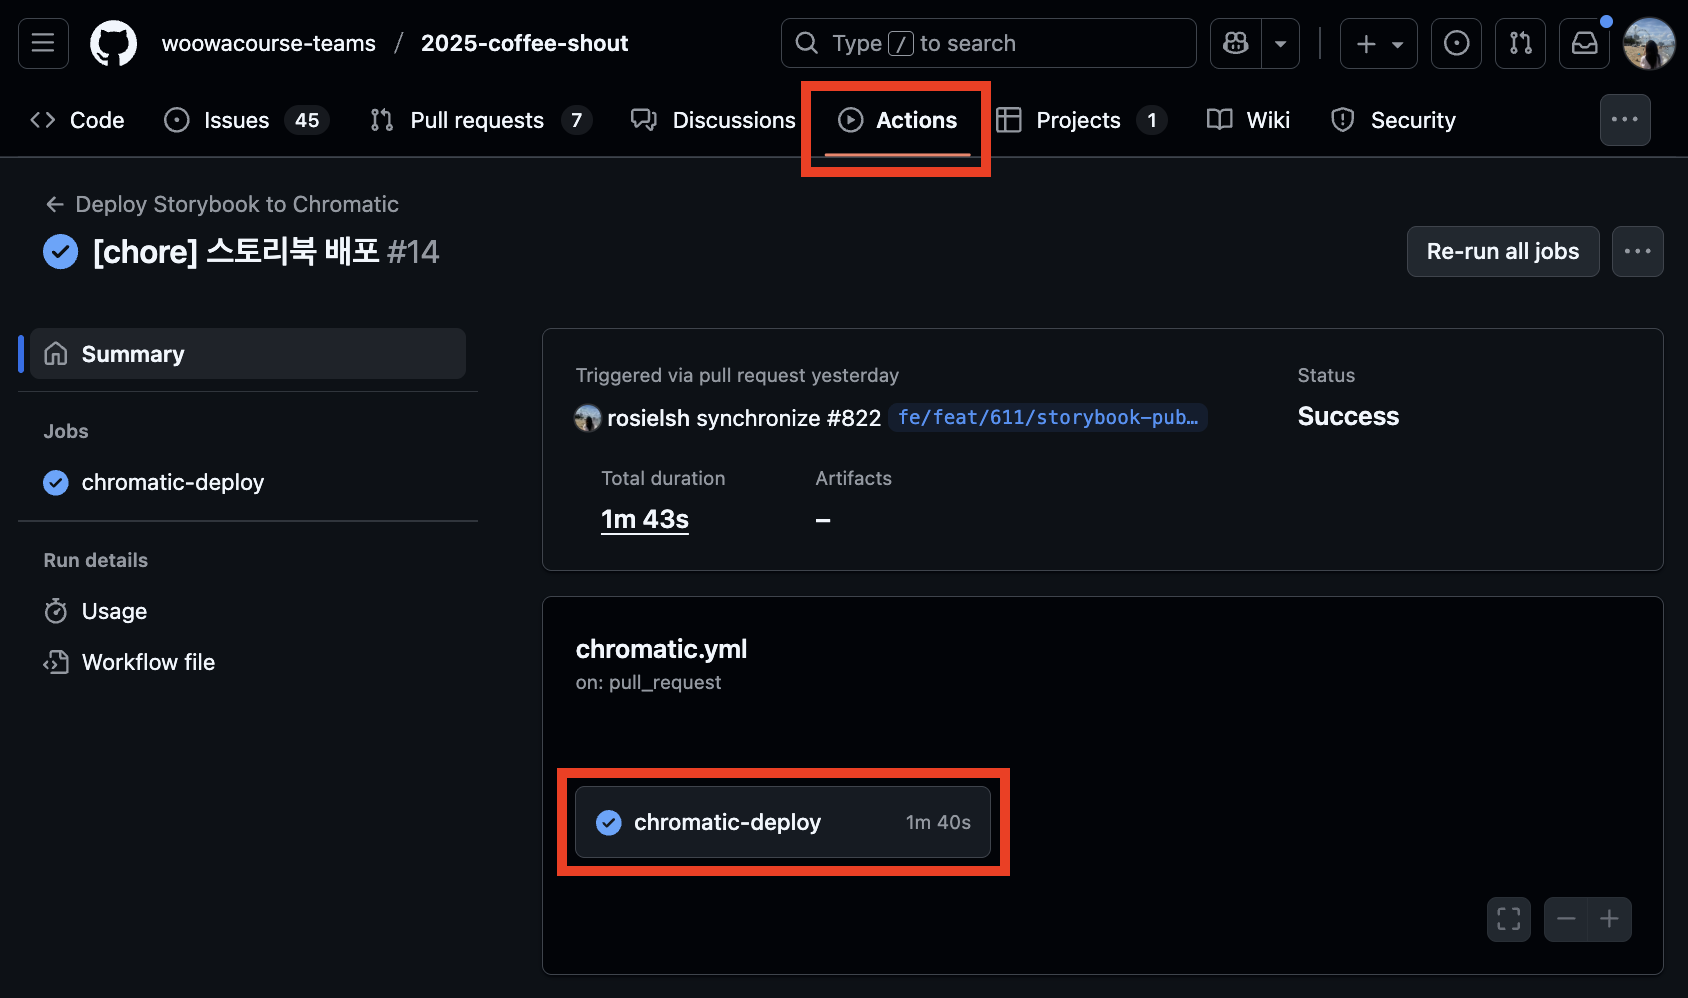 woowacourse-teams / 2025-coffee-shout
Type / to search
Code
Issues 45
Pull requests 7
Discussions
Actions
Projects 1
Wiki
Security
← Deploy Storybook to Chromatic
[chore] 스토리북 배포 #14
Re-run all jobs
Summary
Jobs
chromatic-deploy
Run details
Usage
Workflow file
Triggered via pull request yesterday
rosielsh synchronize #822 fe/feat/611/storybook-pub…
Status
Success
Total duration
1m 43s
Artifacts
–
chromatic.yml
on: pull_request
chromatic-deploy 1m 40s